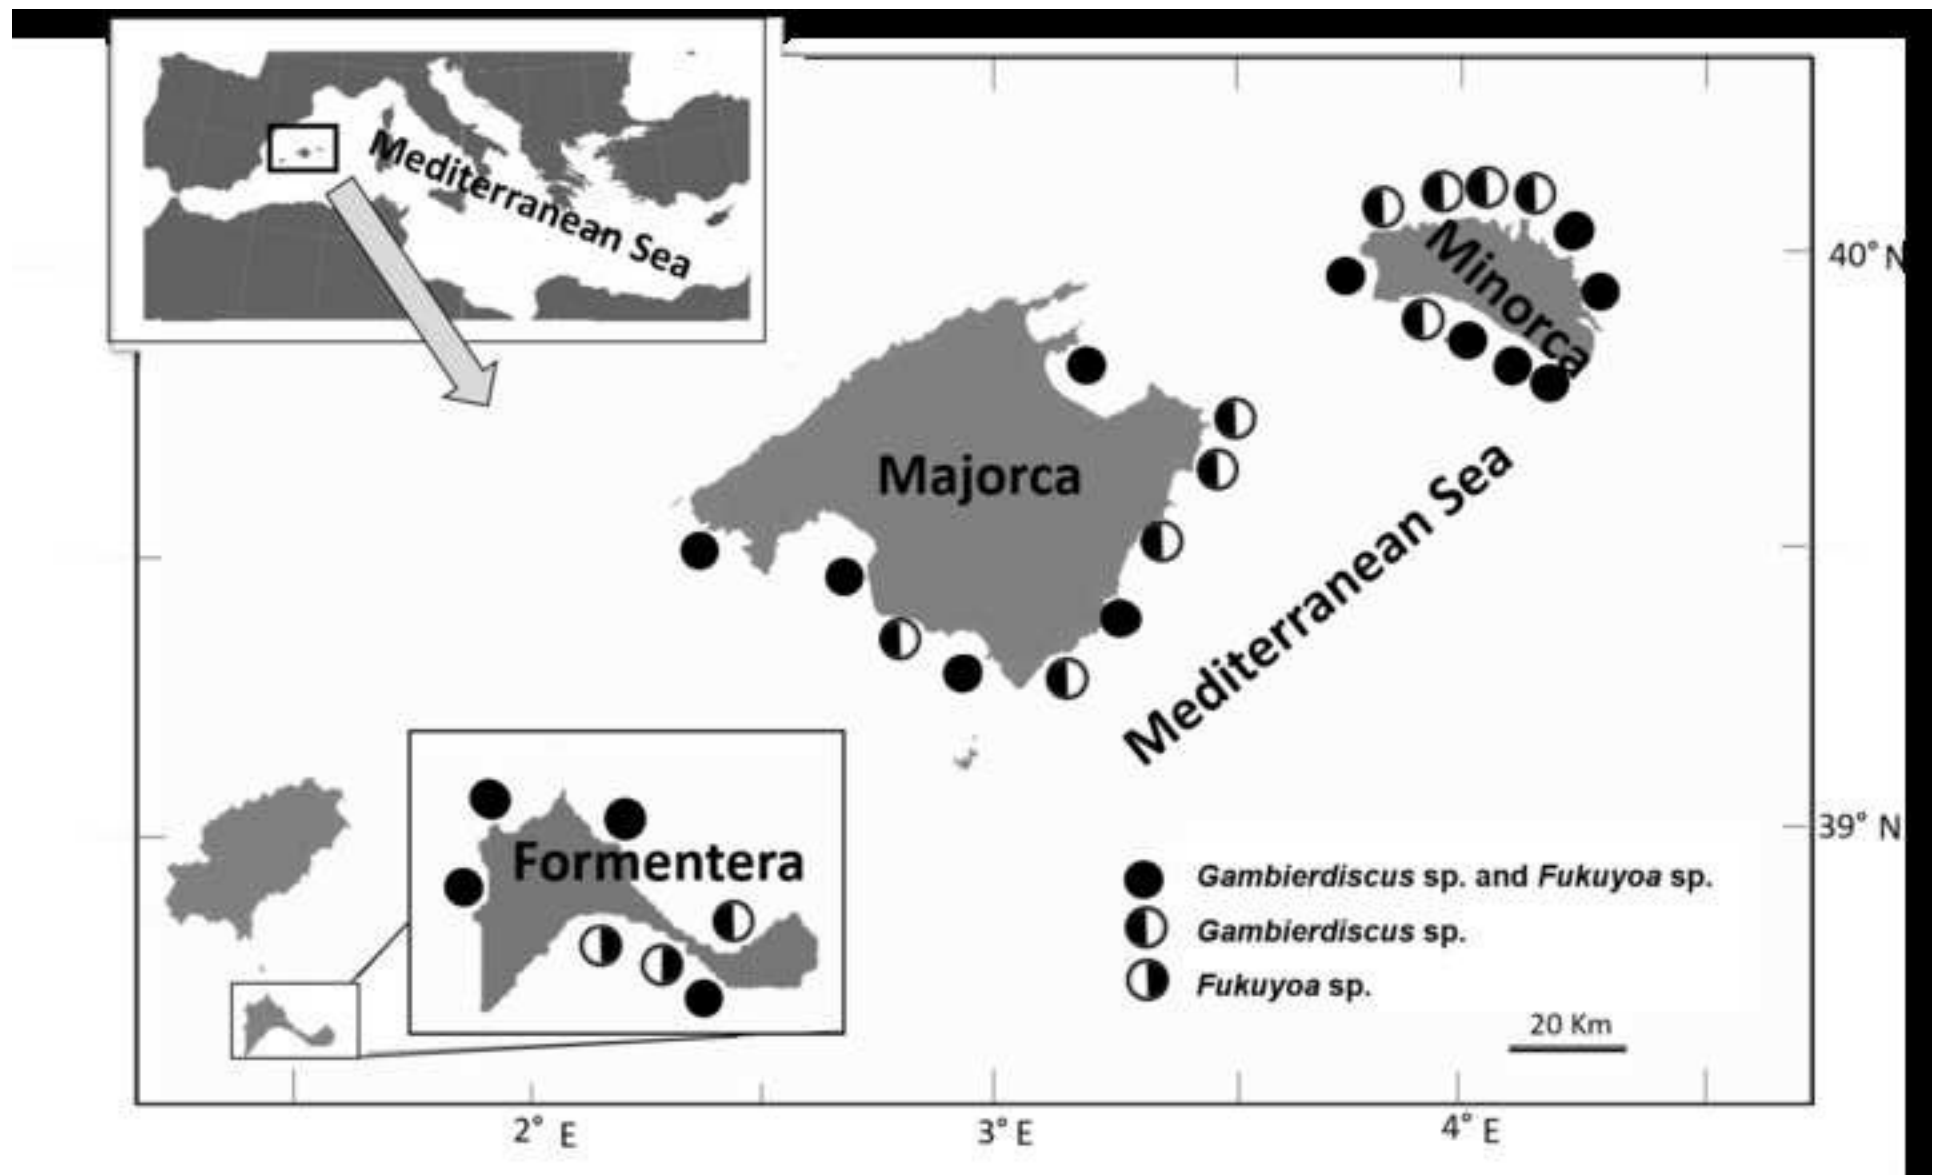 Mediterranean Sea
Minorca
40° N
Majorca
Mediterranean Sea
Formentera
39° N
Gambierdiscus sp. and Fukuyoa sp.
Gambierdiscus sp.
Fukuyoa sp.
20 Km
2° E
3° E
4° E